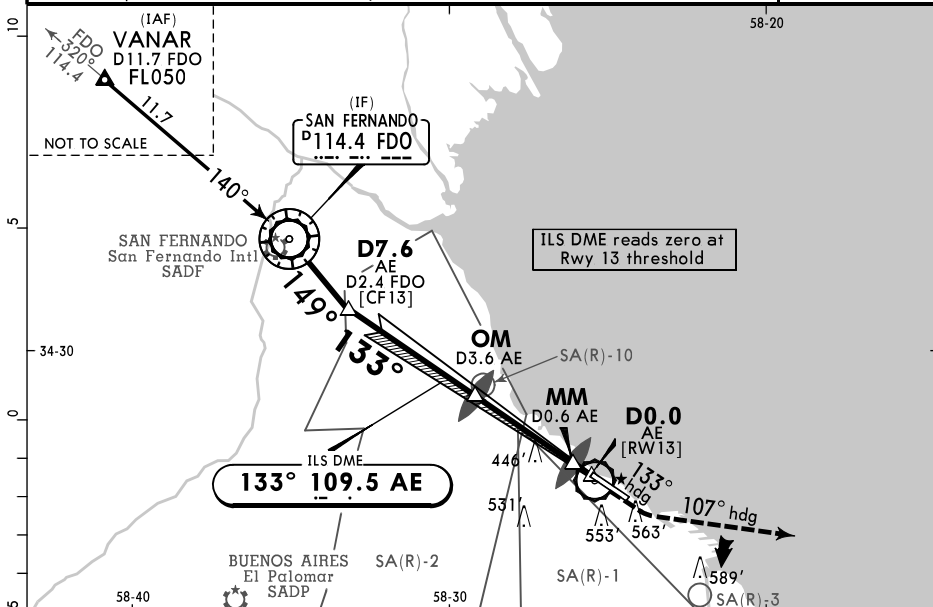 10
(IAF)
VANAR
D11.7 FDO
FL050
FDO
320°
114.4
11.7
NOT TO SCALE
58-20
140°
(IF)
SAN FERNANDO
D114.4 FDO
5
SAN FERNANDO
San Fernando Intl
SADF
D7.6
AE
D2.4 FDO
[CF13]
ILS DME reads zero at
Rwy 13 threshold
149°
133°
34-30
OM
D3.6 AE
SA(R)-10
MM
D0.6 AE
D0.0
AE
[RW13]
0
446'
ILS DME
133° 109.5 AE
133°
hdg
107° hdg
531'
553'
563'
BUENOS AIRES
El Palomar
SADP
SA(R)-2
SA(R)-1
589'
SA(R)-3
5
58-40
58-30